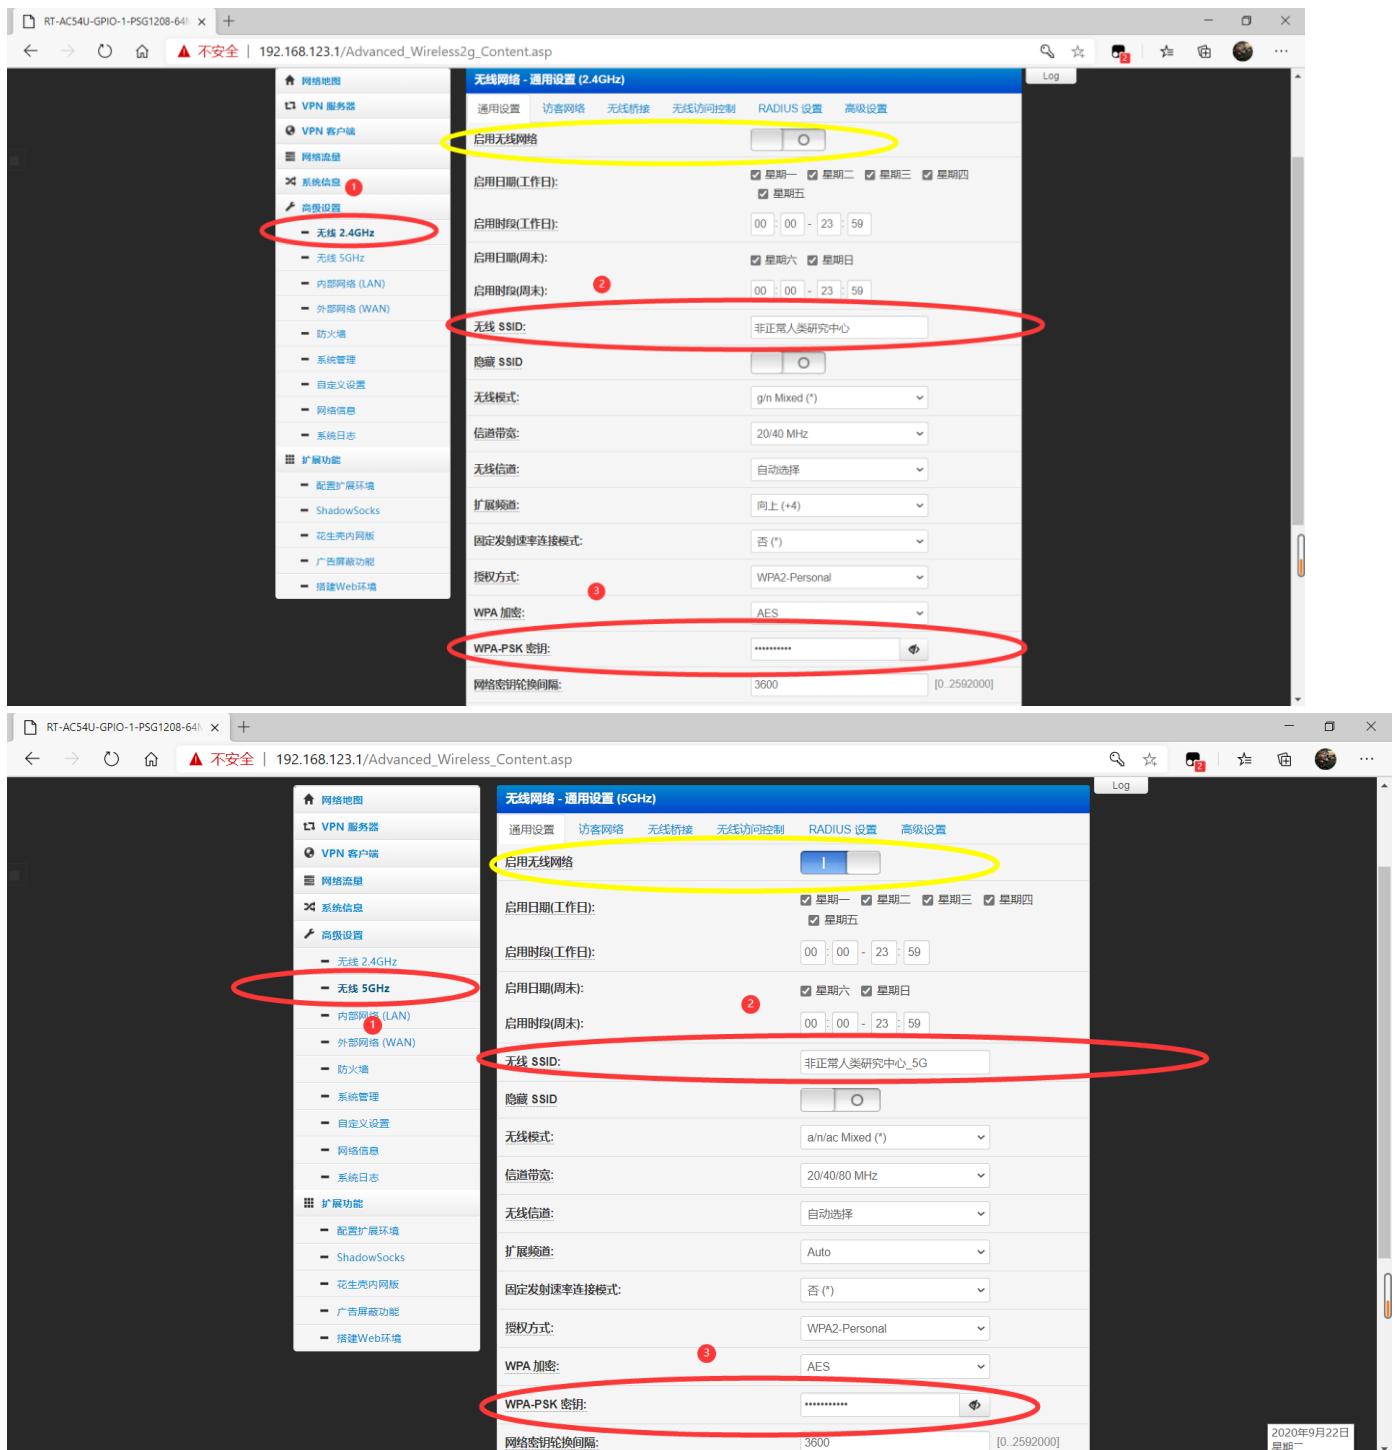 RT-AC54U-GPIO-1-PSG1208-64
不安全 | 192.168.123.1/Advanced_Wireless2g_Content.asp
2
Log
网络地图
VPN 服务器
VPN 客户端
网络流量
系统信息
1
高级设置
无线 2.4GHz
无线 5GHz
内部网络 (LAN)
外部网络 (WAN)
防火墙
系统管理
自定义设置
网络信息
系统日志
扩展功能
配置扩展环境
ShadowSocks
花生壳内网版
广告屏蔽功能
搭建Web环境
无线网络 - 通用设置 (2.4GHz)
通用设置 访客网络 无线桥接 无线访问控制 RADIUS 设置 高级设置
启用无线网络
启用日期(工作日): 星期一 星期二 星期三 星期四
星期五
启用时段(工作日): 00 : 00 - 23 : 59
启用日期(周末): 星期六 星期日
2
启用时段(周末): 00 : 00 - 23 : 59
无线 SSID: 非正常人类研究中心
隐藏 SSID
无线模式: g/n Mixed (*)
信道带宽: 20/40 MHz
无线信道: 自动选择
扩展频道: 向上 (+4)
固定发射速率连接模式: 否 (*)
授权方式: WPA2-Personal
3
WPA 加密: AES
WPA-PSK 密钥: ••••••••••
网络密钥轮换间隔: 3600 [0..2592000]
RT-AC54U-GPIO-1-PSG1208-64
不安全 | 192.168.123.1/Advanced_Wireless_Content.asp
2
Log
网络地图
VPN 服务器
VPN 客户端
网络流量
系统信息
高级设置
无线 2.4GHz
无线 5GHz
内部网络 (LAN)
1
外部网络 (WAN)
防火墙
系统管理
自定义设置
网络信息
系统日志
扩展功能
配置扩展环境
ShadowSocks
花生壳内网版
广告屏蔽功能
搭建Web环境
无线网络 - 通用设置 (5GHz)
通用设置 访客网络 无线桥接 无线访问控制 RADIUS 设置 高级设置
启用无线网络
启用日期(工作日): 星期一 星期二 星期三 星期四
星期五
启用时段(工作日): 00 : 00 - 23 : 59
启用日期(周末): 星期六 星期日
2
启用时段(周末): 00 : 00 - 23 : 59
无线 SSID: 非正常人类研究中心_5G
隐藏 SSID
无线模式: a/n/ac Mixed (*)
信道带宽: 20/40/80 MHz
无线信道: 自动选择
扩展频道: Auto
固定发射速率连接模式: 否 (*)
授权方式: WPA2-Personal
3
WPA 加密: AES
WPA-PSK 密钥: •••••••••••
网络密钥轮换间隔: 3600 [0..2592000]
2020年9月22日
星期二